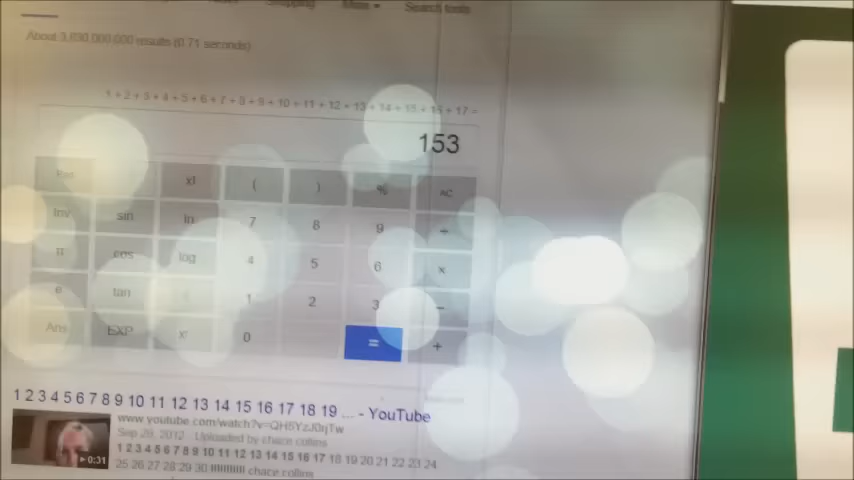 Shopping More Search tools
About 3,830,000,000 results (0.71 seconds)
1 + 2 + 3 + 4 + 5 + 6 + 7 + 8 + 9 + 10 + 11 + 12 + 13 + 14 + 15 + 16 + 17 =
153
x! ( ) % AC
Inv sin ln 7 8 9 ÷
π cos log 4 5 6 ×
e tan 1 2 3 −
Ans EXP 0 = +
1 2 3 4 5 6 7 8 9 10 11 12 13 14 15 16 17 18 19 ... - YouTube
www.youtube.com/watch?v=
Sep 26, 2012 - Uploaded by chace collins
1 2 3 4 5 6 7 8 9 10 11 12 13 14 15 16 17 18 19 20 21 22 23 24
0:31
25 26 27 28 29 30 chace collins